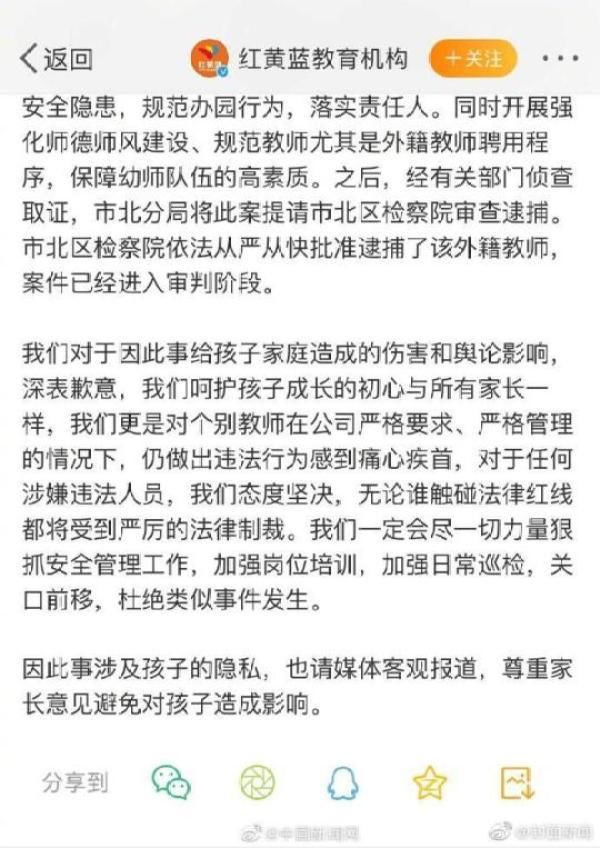 返回
红黄蓝
红黄蓝教育机构
+关注
安全隐患，规范办园行为，落实责任人。同时开展强
化师德师风建设、规范教师尤其是外籍教师聘用程
序，保障幼师队伍的高素质。之后，经有关部门侦查
取证，市北分局将此案提请市北区检察院审查逮捕。
市北区检察院依法从严从快批准逮捕了该外籍教师，
案件已经进入审判阶段。
我们对于因此事给孩子家庭造成的伤害和舆论影响，
深表歉意，我们呵护孩子成长的初心与所有家长一
样，我们更是对个别教师在公司严格要求、严格管理
的情况下，仍做出违法行为感到痛心疾首，对于任何
涉嫌违法人员，我们态度坚决，无论谁触碰法律红线
都将受到严厉的法律制裁。我们一定会尽一切力量狠
抓安全管理工作，加强岗位培训，加强日常巡检，关
口前移，杜绝类似事件发生。
因此事涉及孩子的隐私，也请媒体客观报道，尊重家
长意见避免对孩子造成影响。
分享到
@中国新闻网
@封面新闻